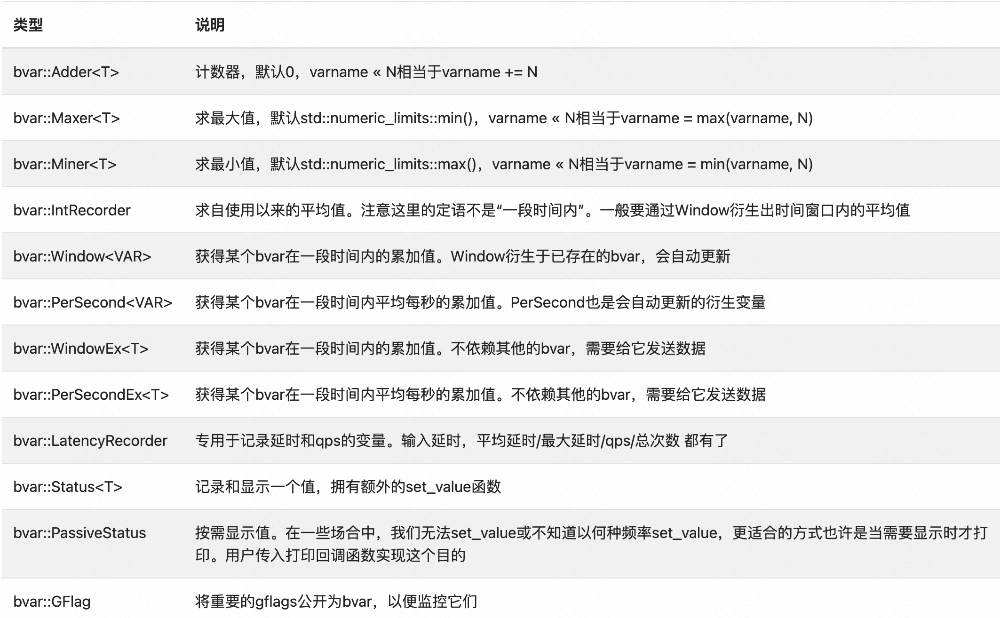 类型 说明
bvar::Adder<T> 计数器，默认0，varname « N相当于varname += N
bvar::Maxer<T> 求最大值，默认std::numeric_limits::min()，varname « N相当于varname = max(varname, N)
bvar::Miner<T> 求最小值，默认std::numeric_limits::max()，varname « N相当于varname = min(varname, N)
bvar::IntRecorder 求自使用以来的平均值。注意这里的定语不是“一段时间内”。一般要通过Window衍生出时间窗口内的平均值
bvar::Window<VAR> 获得某个bvar在一段时间内的累加值。Window衍生于已存在的bvar，会自动更新
bvar::PerSecond<VAR> 获得某个bvar在一段时间内平均每秒的累加值。PerSecond也是会自动更新的衍生变量
bvar::WindowEx<T> 获得某个bvar在一段时间内的累加值。不依赖其他的bvar，需要给它发送数据
bvar::PerSecondEx<T> 获得某个bvar在一段时间内平均每秒的累加值。不依赖其他的bvar，需要给它发送数据
bvar::LatencyRecorder 专用于记录延时和qps的变量。输入延时，平均延时/最大延时/qps/总次数 都有了
bvar::Status<T> 记录和显示一个值，拥有额外的set_value函数
bvar::PassiveStatus 按需显示值。在一些场合中，我们无法set_value或不知道以何种频率set_value，更适合的方式也许是当需要显示时才打
印。用户传入打印回调函数实现这个目的
bvar::GFlag 将重要的gflags公开为bvar，以便监控它们